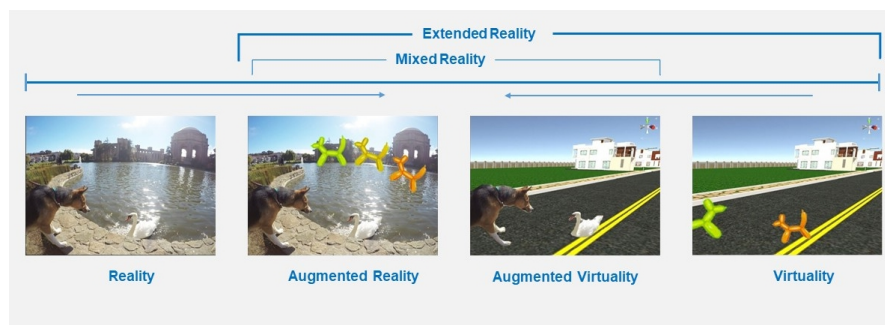 Extended Reality
Mixed Reality
Reality
Augmented Reality
Augmented Virtuality
Virtuality